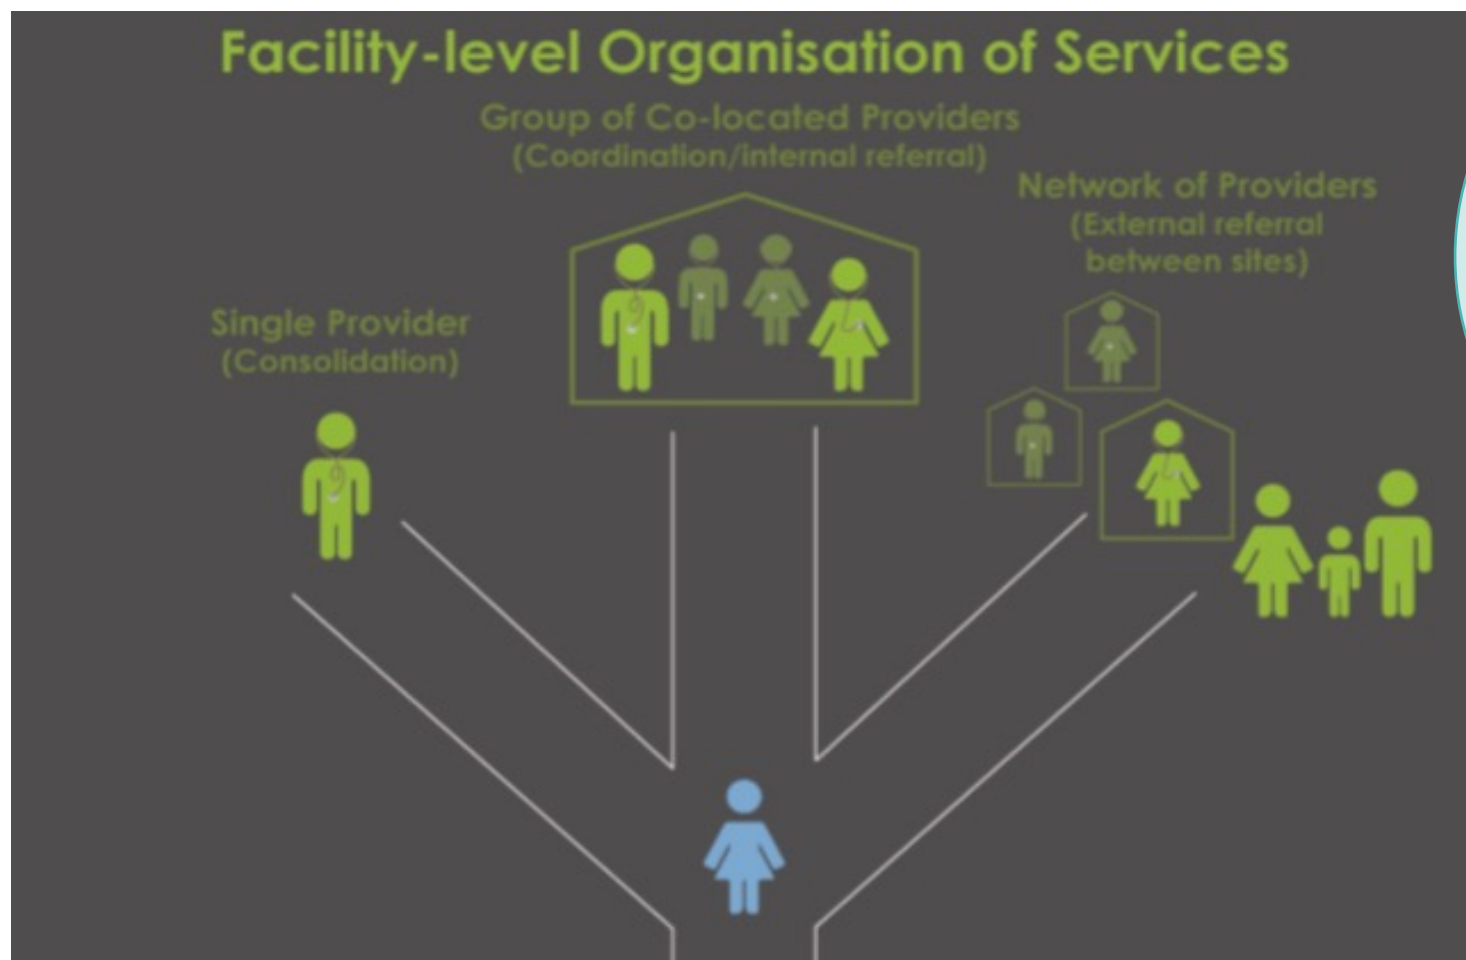 Facility-level Organisation of Services
Group of Co-located Providers
(Coordination/internal referral)
Network of Providers
(External referral
between sites)
Single Provider
(Consolidation)